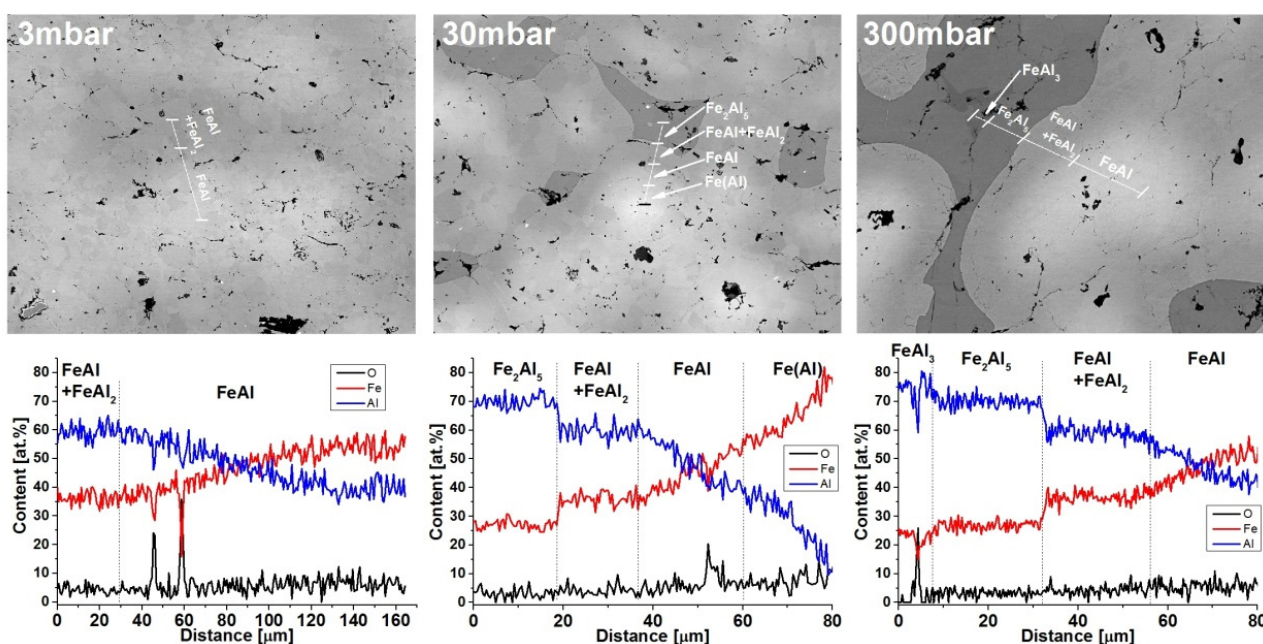 3mbar
FeAl
+FeAl₂
FeAl
30mbar
Fe₂Al₅
FeAl+FeAl₂
FeAl
Fe(Al)
300mbar
FeAl₃
Fe₂Al₅
FeAl
+FeAl₂
FeAl
FeAl
+FeAl₂
FeAl
O
Fe
Al
Content [at.%]
80
70
60
50
40
30
20
10
0
0 20 40 60 80 100 120 140 160
Distance [μm]
Fe₂Al₅
FeAl
+FeAl₂
FeAl
Fe(Al)
O
Fe
Al
Content [at.%]
80
70
60
50
40
30
20
10
0
0 20 40 60 80
Distance [μm]
FeAl₃
Fe₂Al₅
FeAl
+FeAl₂
FeAl
O
Fe
Al
Content [at.%]
80
70
60
50
40
30
20
10
0
0 20 40 60 80
Distance [μm]